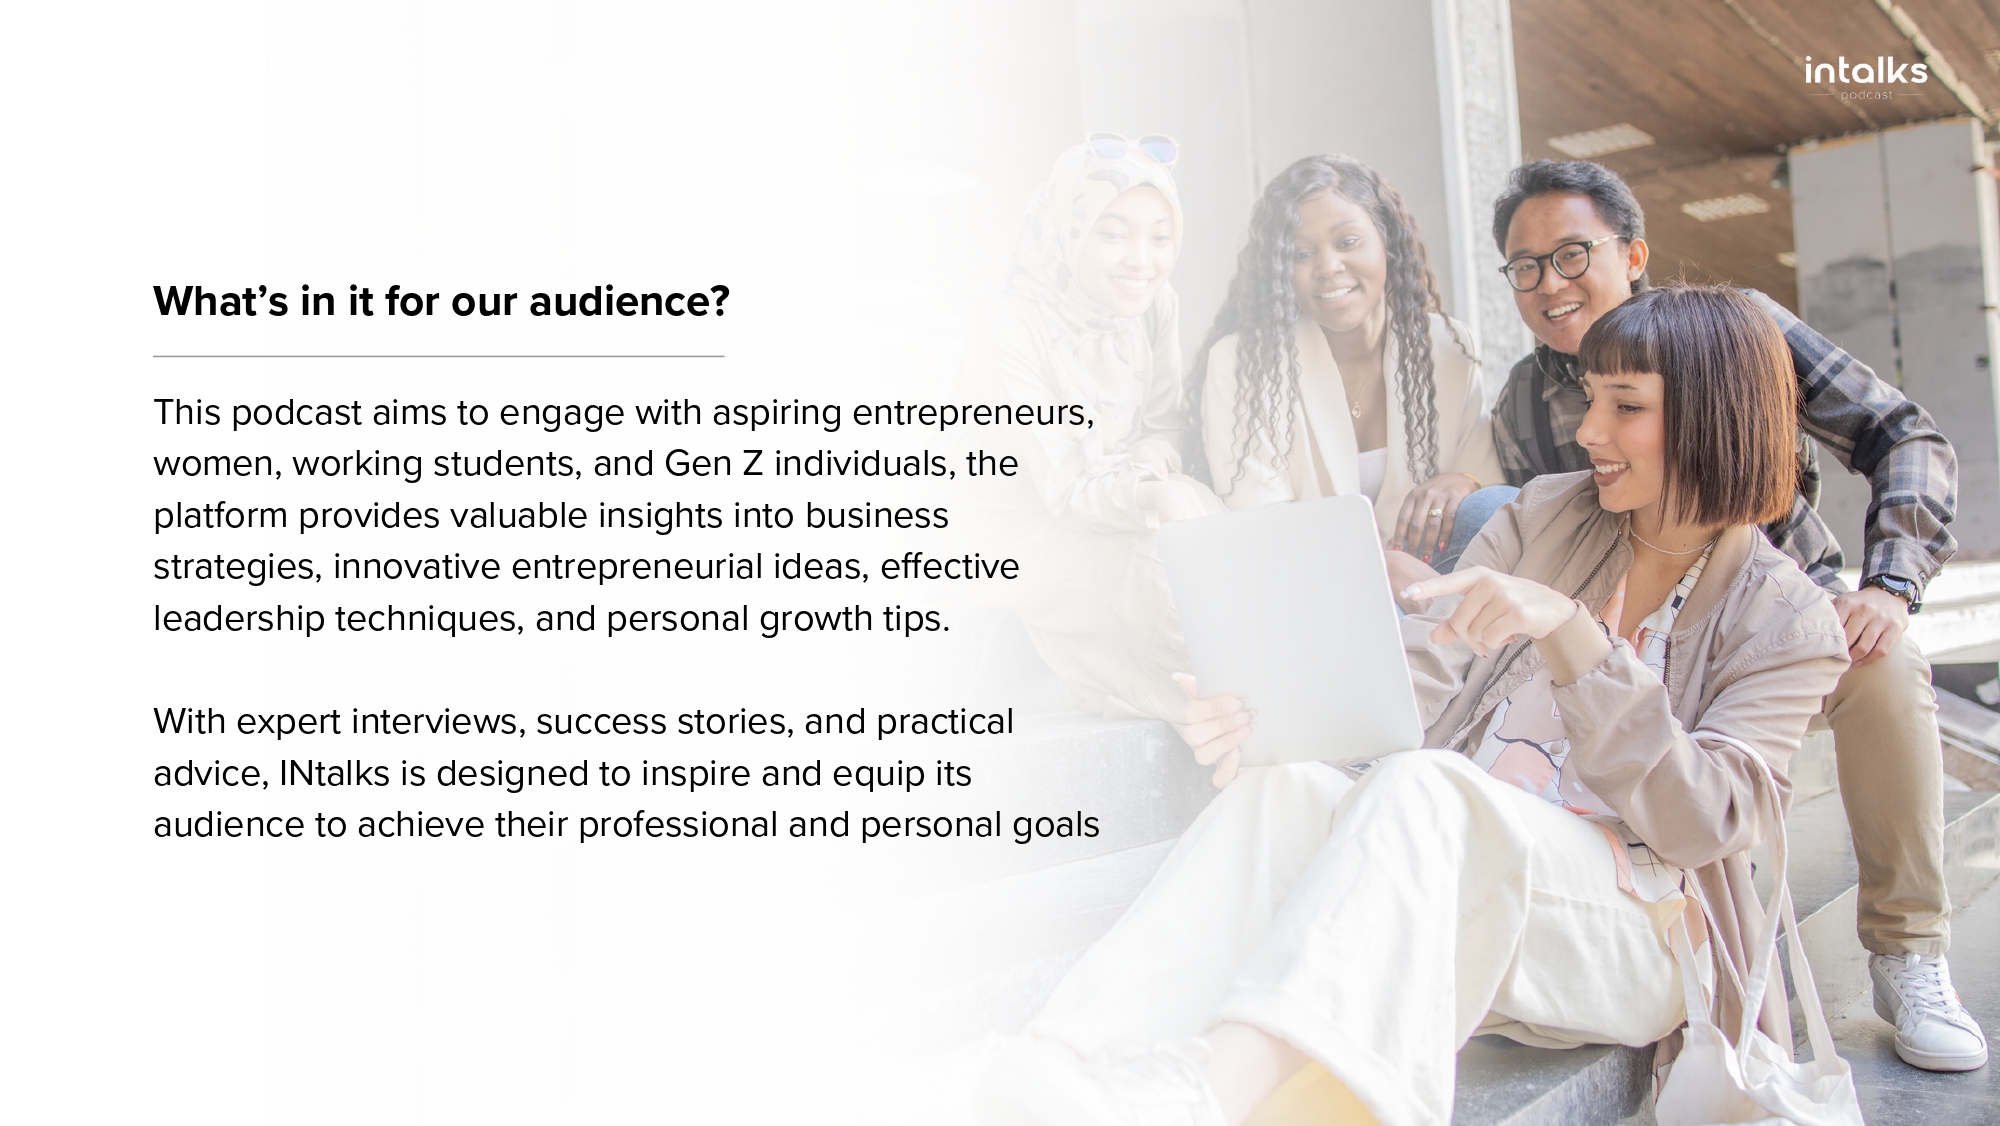 intalks
podcast
What’s in it for our audience?
This podcast aims to engage with aspiring entrepreneurs,
women, working students, and Gen Z individuals, the
platform provides valuable insights into business
strategies, innovative entrepreneurial ideas, effective
leadership techniques, and personal growth tips.
With expert interviews, success stories, and practical
advice, INtalks is designed to inspire and equip its
audience to achieve their professional and personal goals